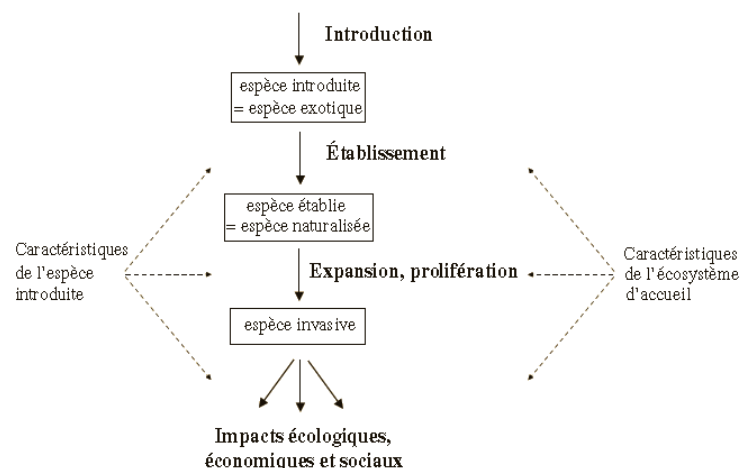 Introduction
espèce introduite
= espèce exotique
Établissement
espèce établie
= espèce naturalisée
Caractéristiques
de l'espèce
introduite
Expansion, prolifération
Caractéristiques
de l'écosystème
d'accueil
espèce invasive
Impacts écologiques,
économiques et sociaux